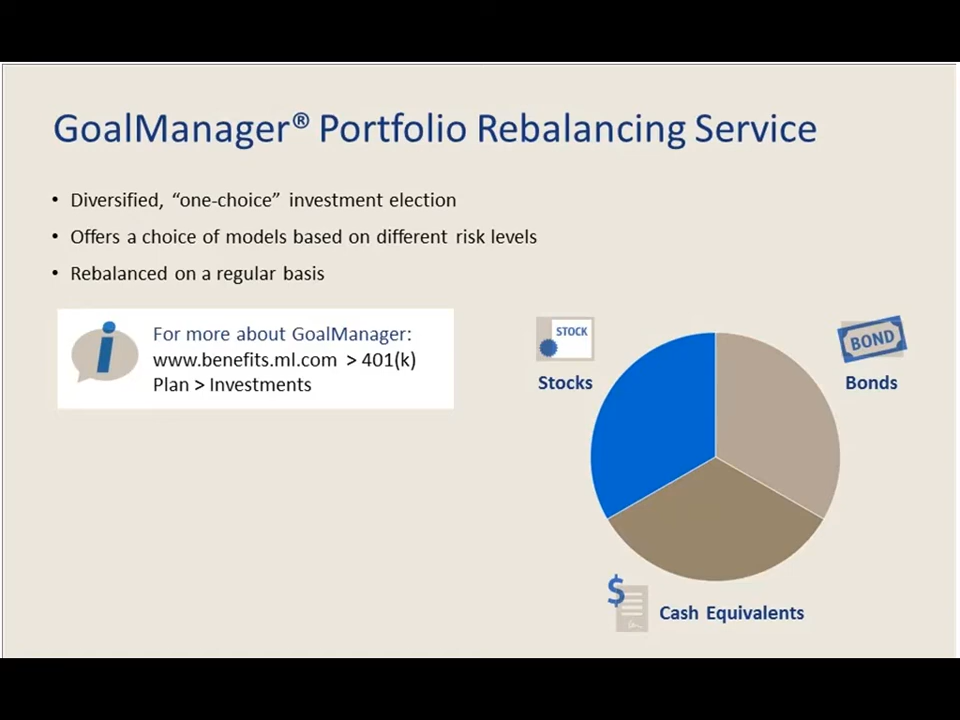 GoalManager® Portfolio Rebalancing Service
• Diversified, “one-choice” investment election
• Offers a choice of models based on different risk levels
• Rebalanced on a regular basis
i
For more about GoalManager:
www.benefits.ml.com > 401(k)
Plan > Investments
STOCK
Stocks
BOND
Bonds
$
Cash Equivalents